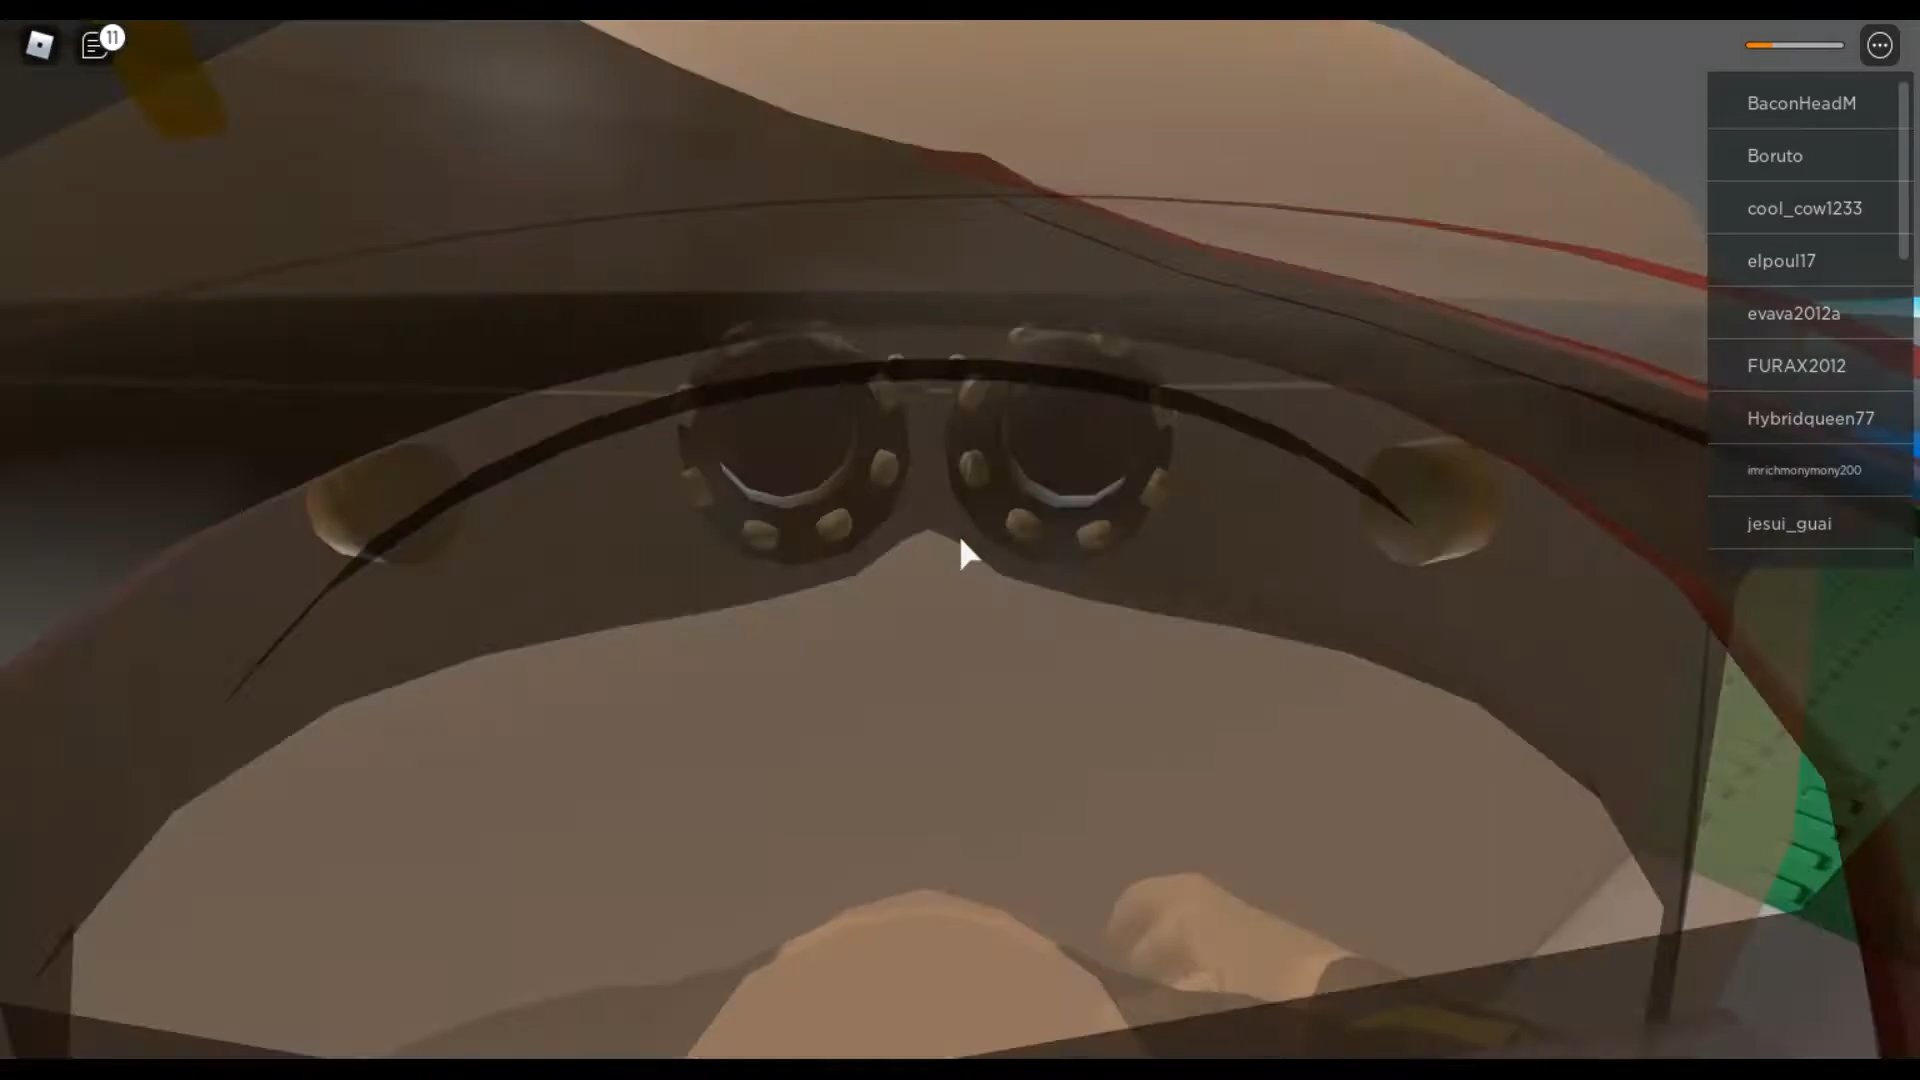 11
BaconHeadM
Boruto
cool_cow1233
elpoul17
evava2012a
FURAX2012
Hybridqueen77
imrichmonymony200
jesui_guai